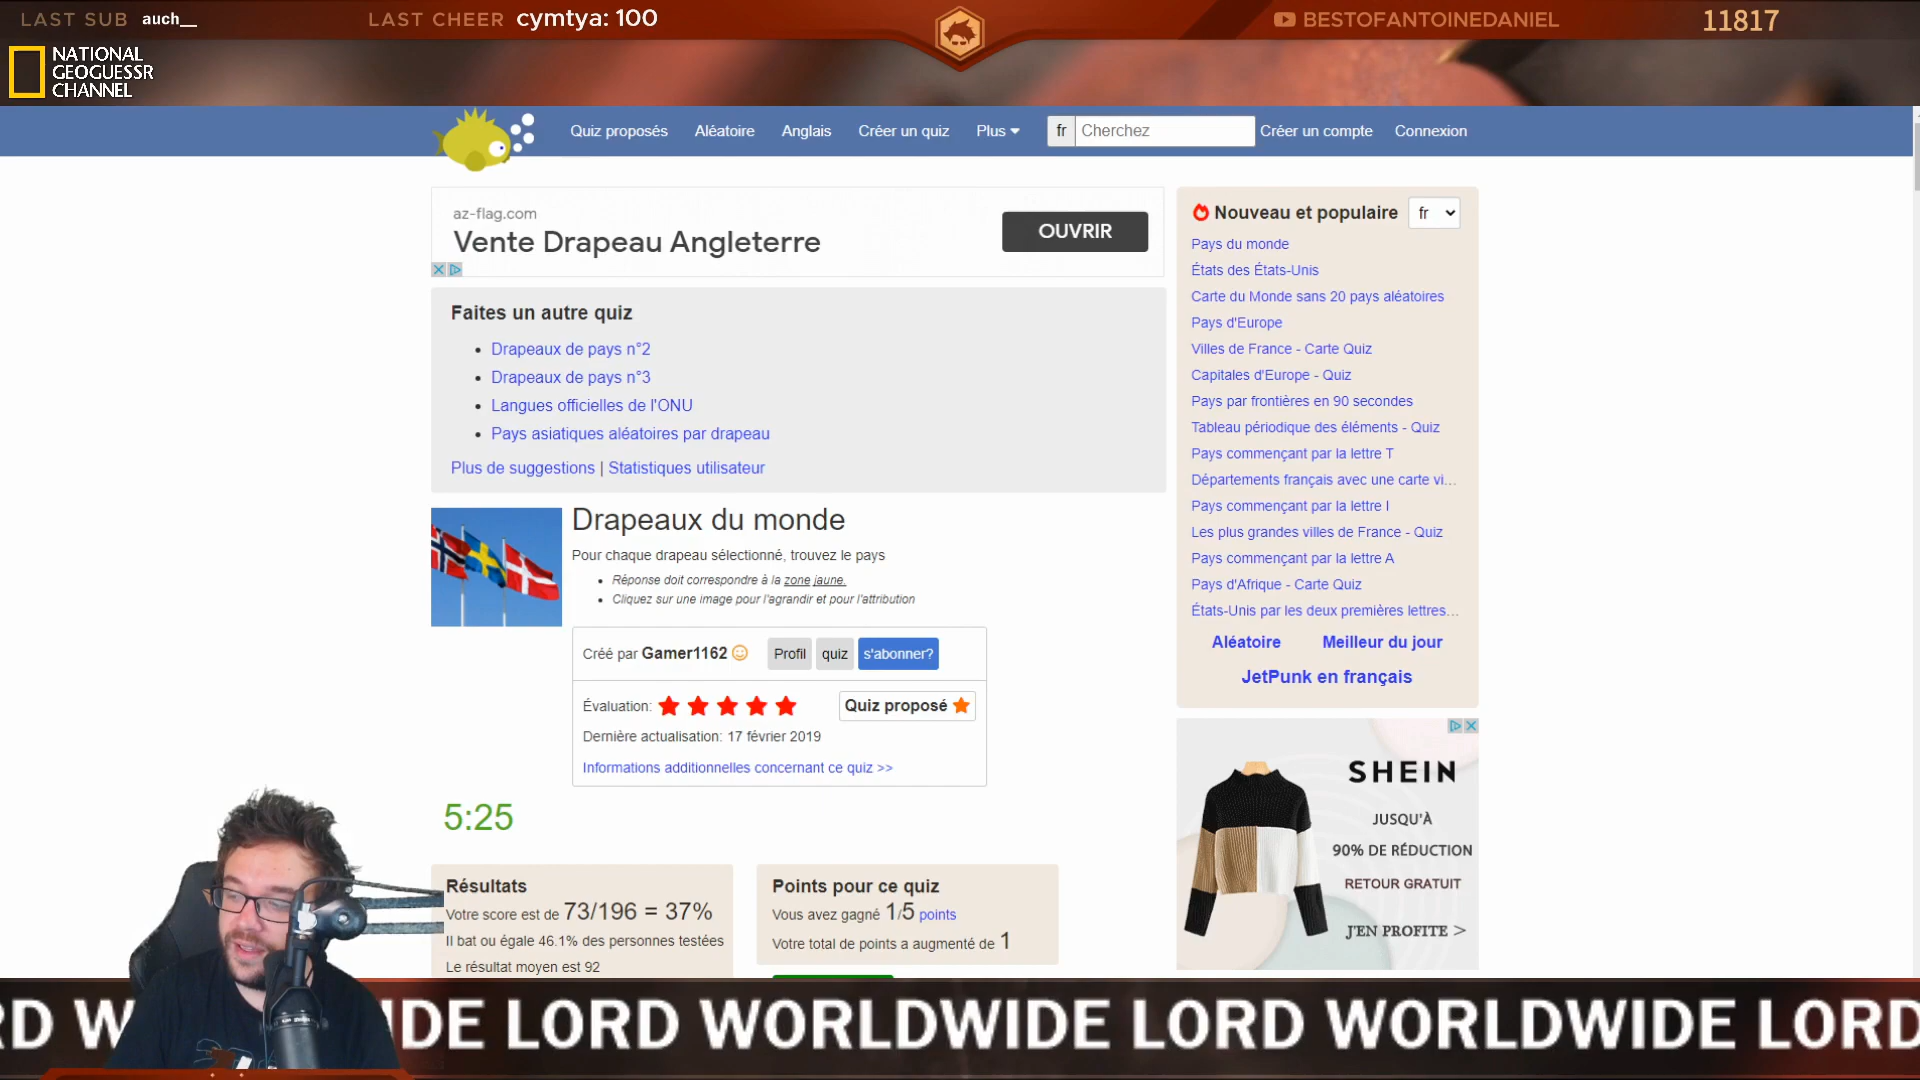 LAST SUB auch__
LAST CHEER cymtya: 100
BESTOFANTOINEDANIEL
11817
NATIONAL
GEOGUESSR
CHANNEL
Quiz proposés Aléatoire Anglais Créer un quiz Plus fr Cherchez Créer un compte Connexion
az-flag.com
Vente Drapeau Angleterre
OUVRIR
Faites un autre quiz
• Drapeaux de pays n°2
• Drapeaux de pays n°3
• Langues officielles de l'ONU
• Pays asiatiques aléatoires par drapeau
Plus de suggestions | Statistiques utilisateur
Drapeaux du monde
Pour chaque drapeau sélectionné, trouvez le pays
• Réponse doit correspondre à la zone jaune.
• Cliquez sur une image pour l'agrandir et pour l'attribution
Créé par Gamer1162 Profil quiz s'abonner?
Évaluation: Quiz proposé
Dernière actualisation: 17 février 2019
Informations additionnelles concernant ce quiz >>
5:25
Résultats
Votre score est de 73/196 = 37%
Il bat ou égale 46.1% des personnes testées
Le résultat moyen est 92
Points pour ce quiz
Vous avez gagné 1/5 points
Votre total de points a augmenté de 1
Nouveau et populaire fr
Pays du monde
États des États-Unis
Carte du Monde sans 20 pays aléatoires
Pays d'Europe
Villes de France - Carte Quiz
Capitales d'Europe - Quiz
Pays par frontières en 90 secondes
Tableau périodique des éléments - Quiz
Pays commençant par la lettre T
Départements français avec une carte vi...
Pays commençant par la lettre I
Les plus grandes villes de France - Quiz
Pays commençant par la lettre A
Pays d'Afrique - Carte Quiz
États-Unis par les deux premières lettres...
Aléatoire Meilleur du jour
JetPunk en français
SHEIN
JUSQU'À
90% DE RÉDUCTION
RETOUR GRATUIT
J'EN PROFITE >
RD W IDE LORD WORLDWIDE LORD WORLDWIDE LORD